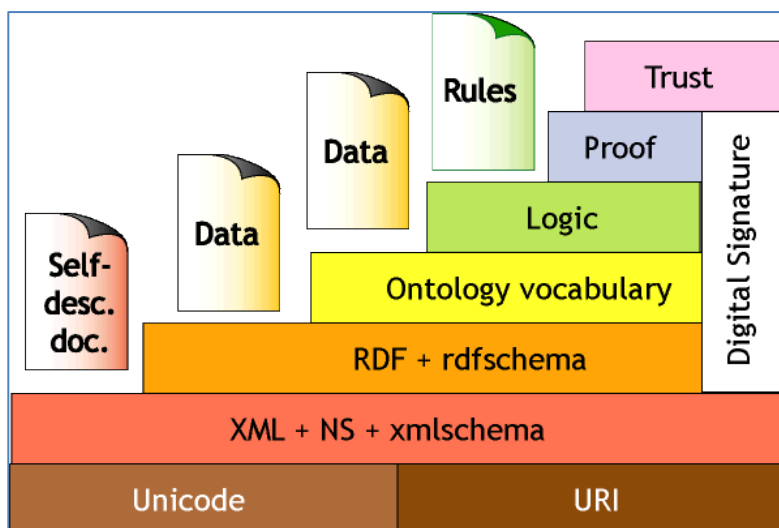 Rules
Trust
Data
Proof
Data
Logic
Self-
desc.
doc.
Ontology vocabulary
Digital Signature
RDF + rdfschema
XML + NS + xmlschema
Unicode
URI